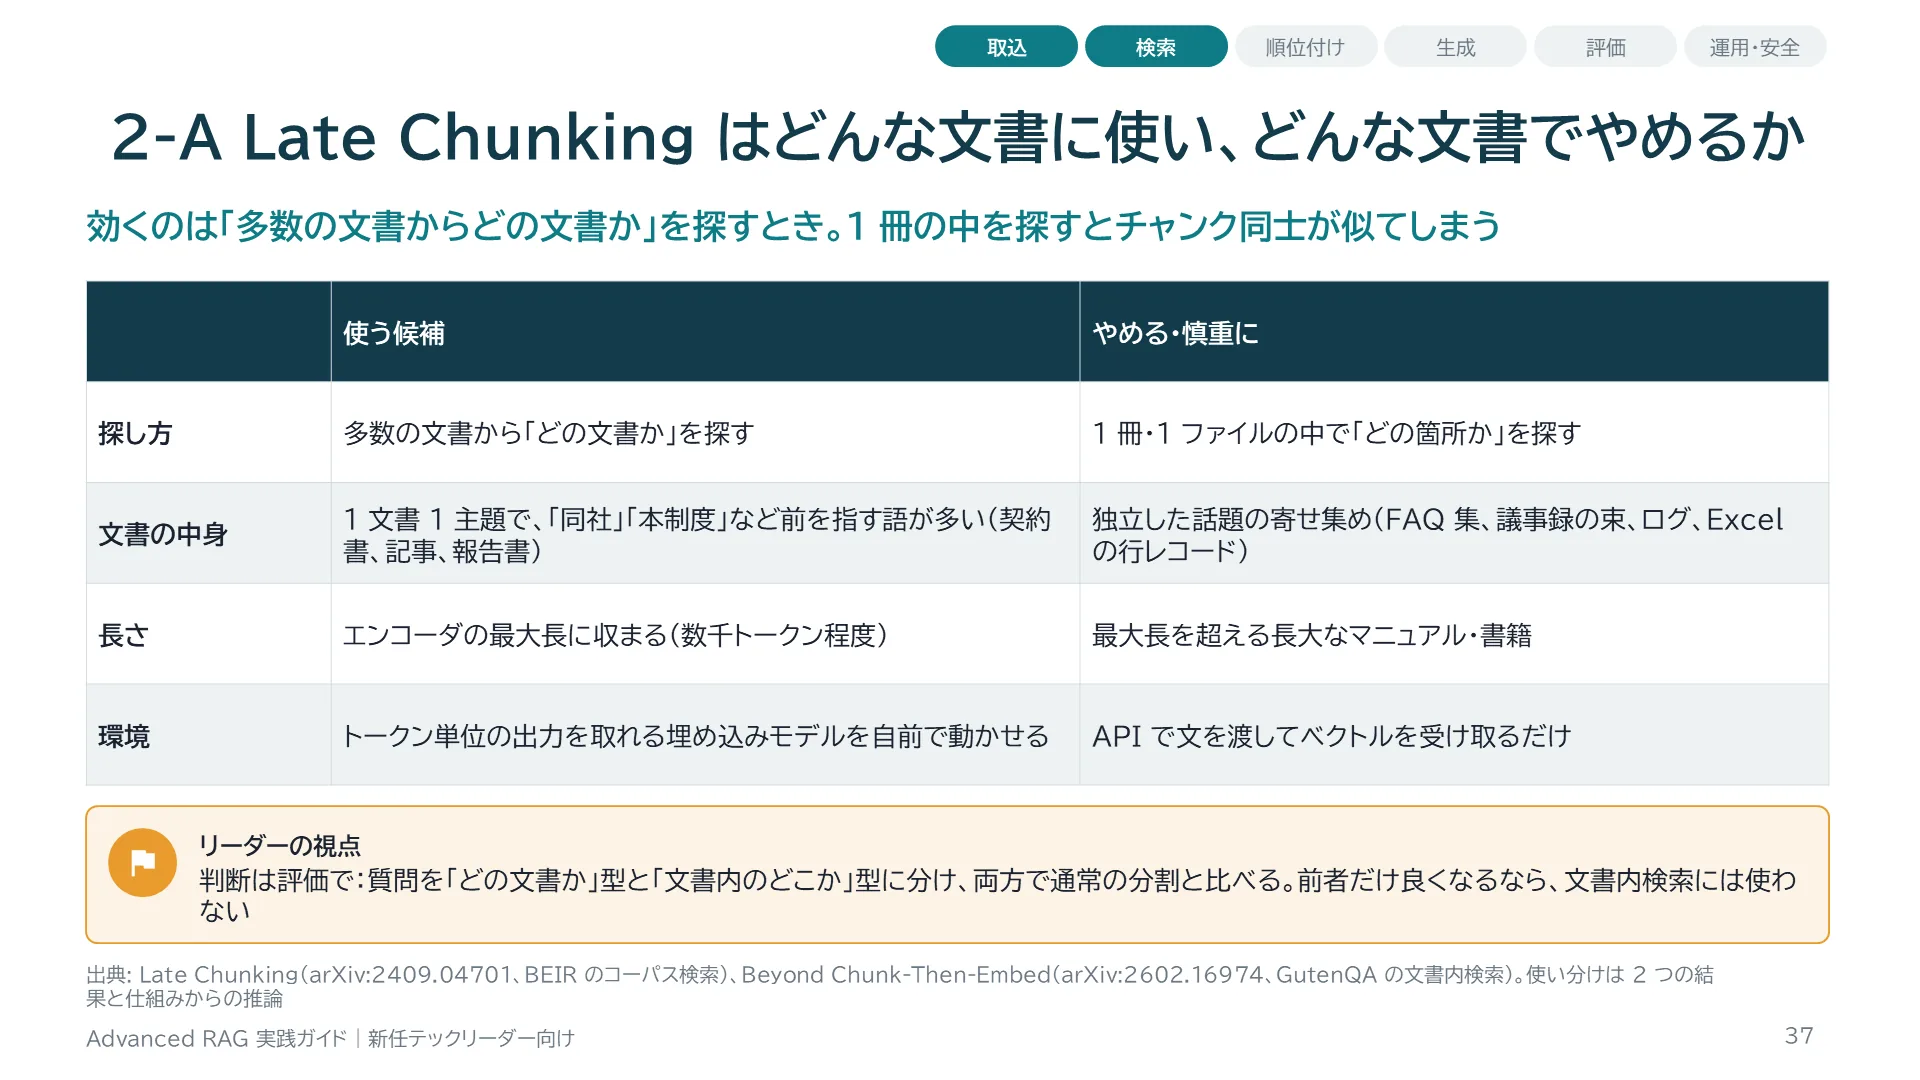 取込
検索
順位付け
生成
評価
運用・安全
2-A Late Chunking はどんな文書に使い、どんな文書でやめるか
効くのは「多数の文書からどの文書か」を探すとき。1 冊の中を探すとチャンク同士が似てしまう
使う候補
やめる・慎重に
探し方
多数の文書から「どの文書か」を探す
1 冊・1 ファイルの中で「どの箇所か」を探す
文書の中身
1 文書 1 主題で、「同社」「本制度」など前を指す語が多い（契約
書、記事、報告書）
独立した話題の寄せ集め（FAQ 集、議事録の束、ログ、Excel
の行レコード）
長さ
エンコーダの最大長に収まる（数千トークン程度）
最大長を超える長大なマニュアル・書籍
環境
トークン単位の出力を取れる埋め込みモデルを自前で動かせる
API で文を渡してベクトルを受け取るだけ
リーダーの視点
判断は評価で：質問を「どの文書か」型と「文書内のどこか」型に分け、両方で通常の分割と比べる。前者だけ良くなるなら、文書内検索には使わ
ない
出典: Late Chunking（arXiv:2409.04701、BEIR のコーパス検索）、Beyond Chunk-Then-Embed（arXiv:2602.16974、GutenQA の文書内検索）。使い分けは 2 つの結
果と仕組みからの推論
Advanced RAG 実践ガイド｜新任テックリーダー向け
37